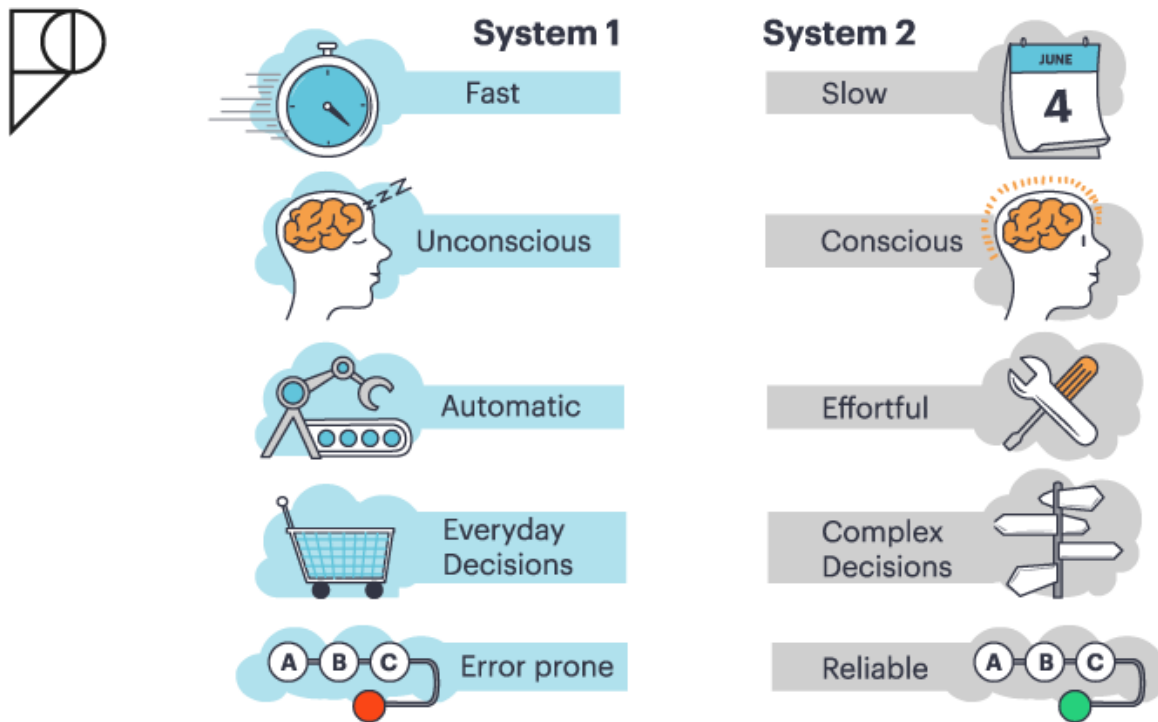 System 1
System 2
Fast
Slow
JUNE
4
zzZ
Unconscious
Conscious
Automatic
Effortful
Everyday
Decisions
Complex
Decisions
A B C
Error prone
Reliable
A B C